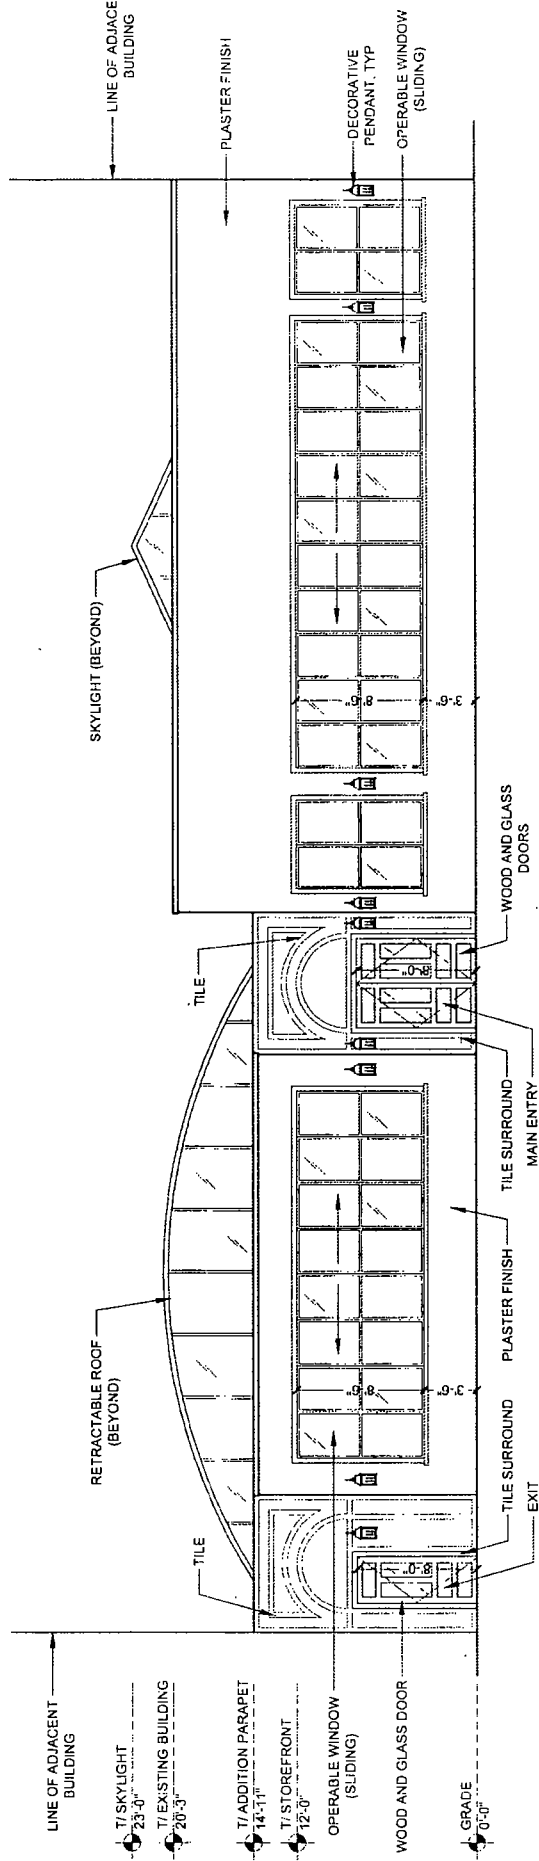 LINE OF ADJACENT
BUILDING
T/ SKYLIGHT
23'-0"
T/ EXISTING BUILDING
20'-3"
T/ ADDITION PARAPET
14'-11"
T/ STOREFRONT
12'-0"
OPERABLE WINDOW
(SLIDING)
WOOD AND GLASS DOOR
GRADE
0'-0"
TILE
8'-0"
TILE SURROUND
EXIT
RETRACTABLE ROOF
(BEYOND)
8'-6"
3'-6"
PLASTER FINISH
TILE
8'-0"
TILE SURROUND
MAIN ENTRY
WOOD AND GLASS
DOORS
SKYLIGHT (BEYOND)
8'-6"
3'-6"
LINE OF ADJACE
BUILDING
PLASTER FINISH
DECORATIVE
PENDANT, TYP
OPERABLE WINDOW
(SLIDING)